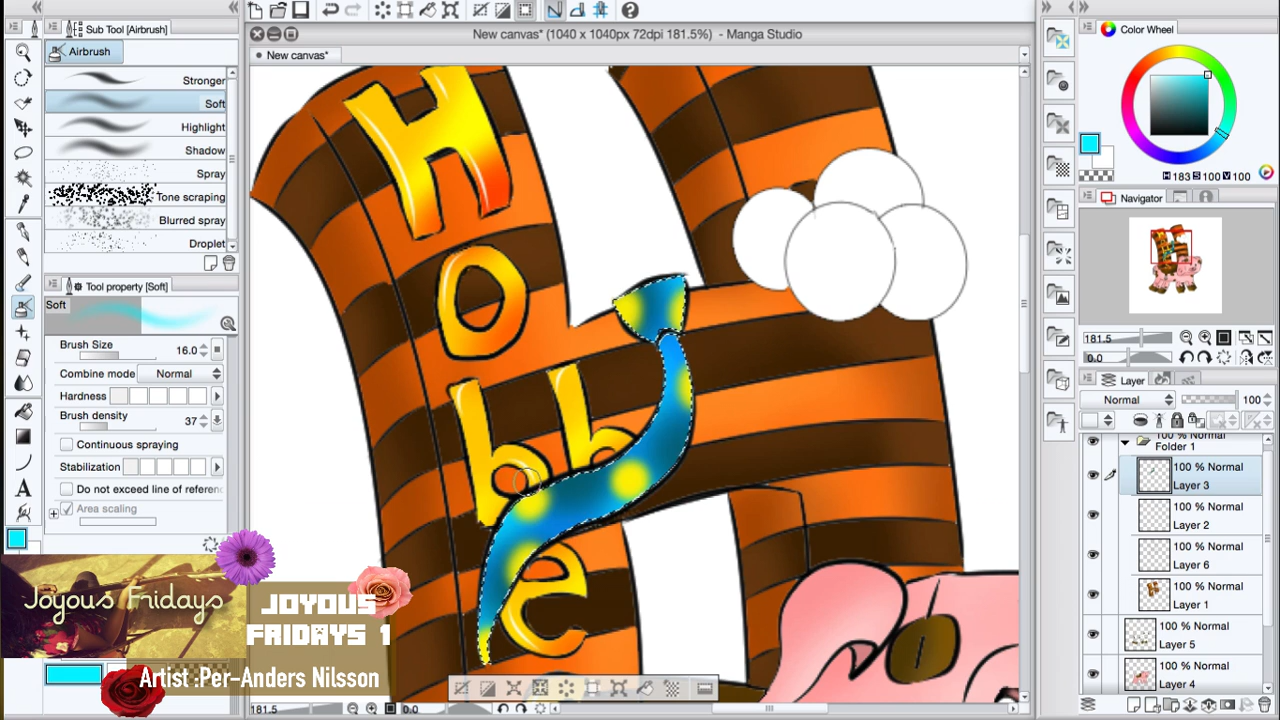 Sub Tool [Airbrush]
Airbrush
Stronger
Soft
Highlight
Shadow
Spray
Tone scraping
Blurred spray
Droplet
Tool property [Soft]
Soft
Brush Size 16.0
Combine mode Normal
Hardness
Brush density 37
Continuous spraying
Stabilization
Do not exceed line of referenc
Area scaling
New canvas* (1040 x 1040px 72dpi 181.5%) - Manga Studio
New canvas*
H
o
bb
e
Color Wheel
H 183 S 100 V 100
Navigator
181.5
0.0
Layer
Normal 100
100 % Normal
Folder 1
100 % Normal
Layer 3
100 % Normal
Layer 2
100 % Normal
Layer 6
100 % Normal
Layer 1
100 % Normal
Layer 5
100 % Normal
Layer 4
Joyous Fridays
JOYOUS
FRIDAYS 1
Artist :Per-Anders Nilsson
181.5 0.0